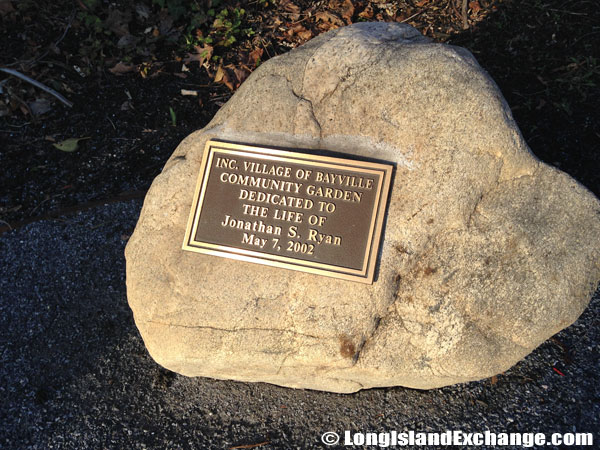 INC. VILLAGE OF BAYVILLE
COMMUNITY GARDEN
DEDICATED TO
THE LIFE OF
Jonathan S. Ryan
May 7, 2002
© LongIslandExchange.com